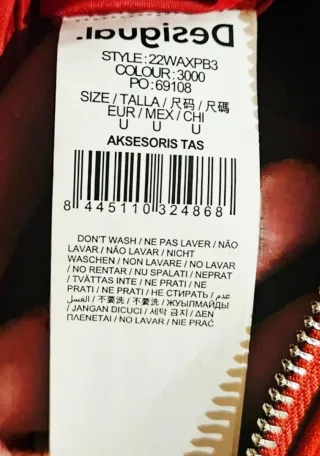 Desigual.
STYLE: 22WAXPB3
COLOUR: 3000
PO: 69108
SIZE / TALLA / 尺码 / 尺碼
EUR / MEX / CHI
U U U
AKSESORIS TAS
8 445110 324868
DON'T WASH / NE PAS LAVER / NÃO
LAVAR / NÃO LAVAR / NICHT
WASCHEN / NON LAVARE / NO LAVAR
/ NO RENTAR / NU SPALATI / NEPRAT
/ TVÄTTAS INTE / NE PRATI / NE
PRATI / NE PRATI / НЕ СТИРАТЬ / عدم
الغسل / 不要洗 / 不要洗 / ЖУЫЛМАЙДЫ
/ JANGAN DICUCI / 세탁 금지 / ΔΕΝ
ΠΛΕΝΕΤΑΙ / NO LAVAR / NIE PRAĆ